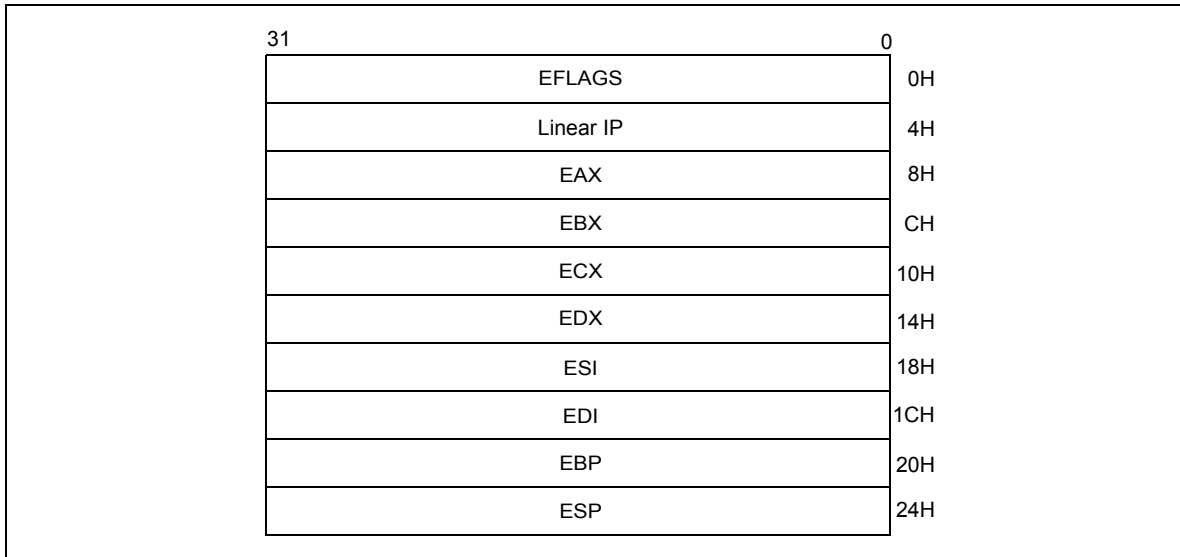 31 0
EFLAGS 0H
Linear IP 4H
EAX 8H
EBX CH
ECX 10H
EDX 14H
ESI 18H
EDI 1CH
EBP 20H
ESP 24H